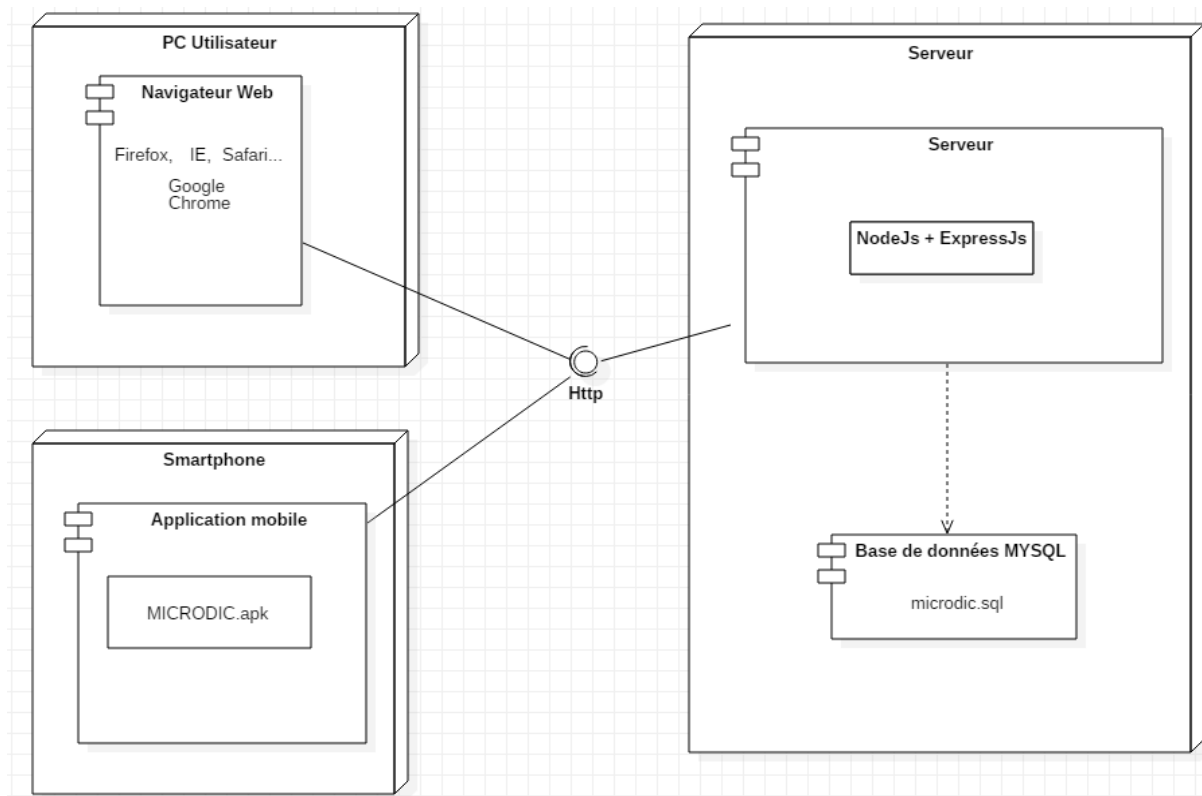 PC Utilisateur
Navigateur Web
Firefox, IE, Safari...
Google
Chrome
Smartphone
Application mobile
MICRODIC.apk
Http
Serveur
Serveur
NodeJs + ExpressJs
Base de données MYSQL
microdic.sql